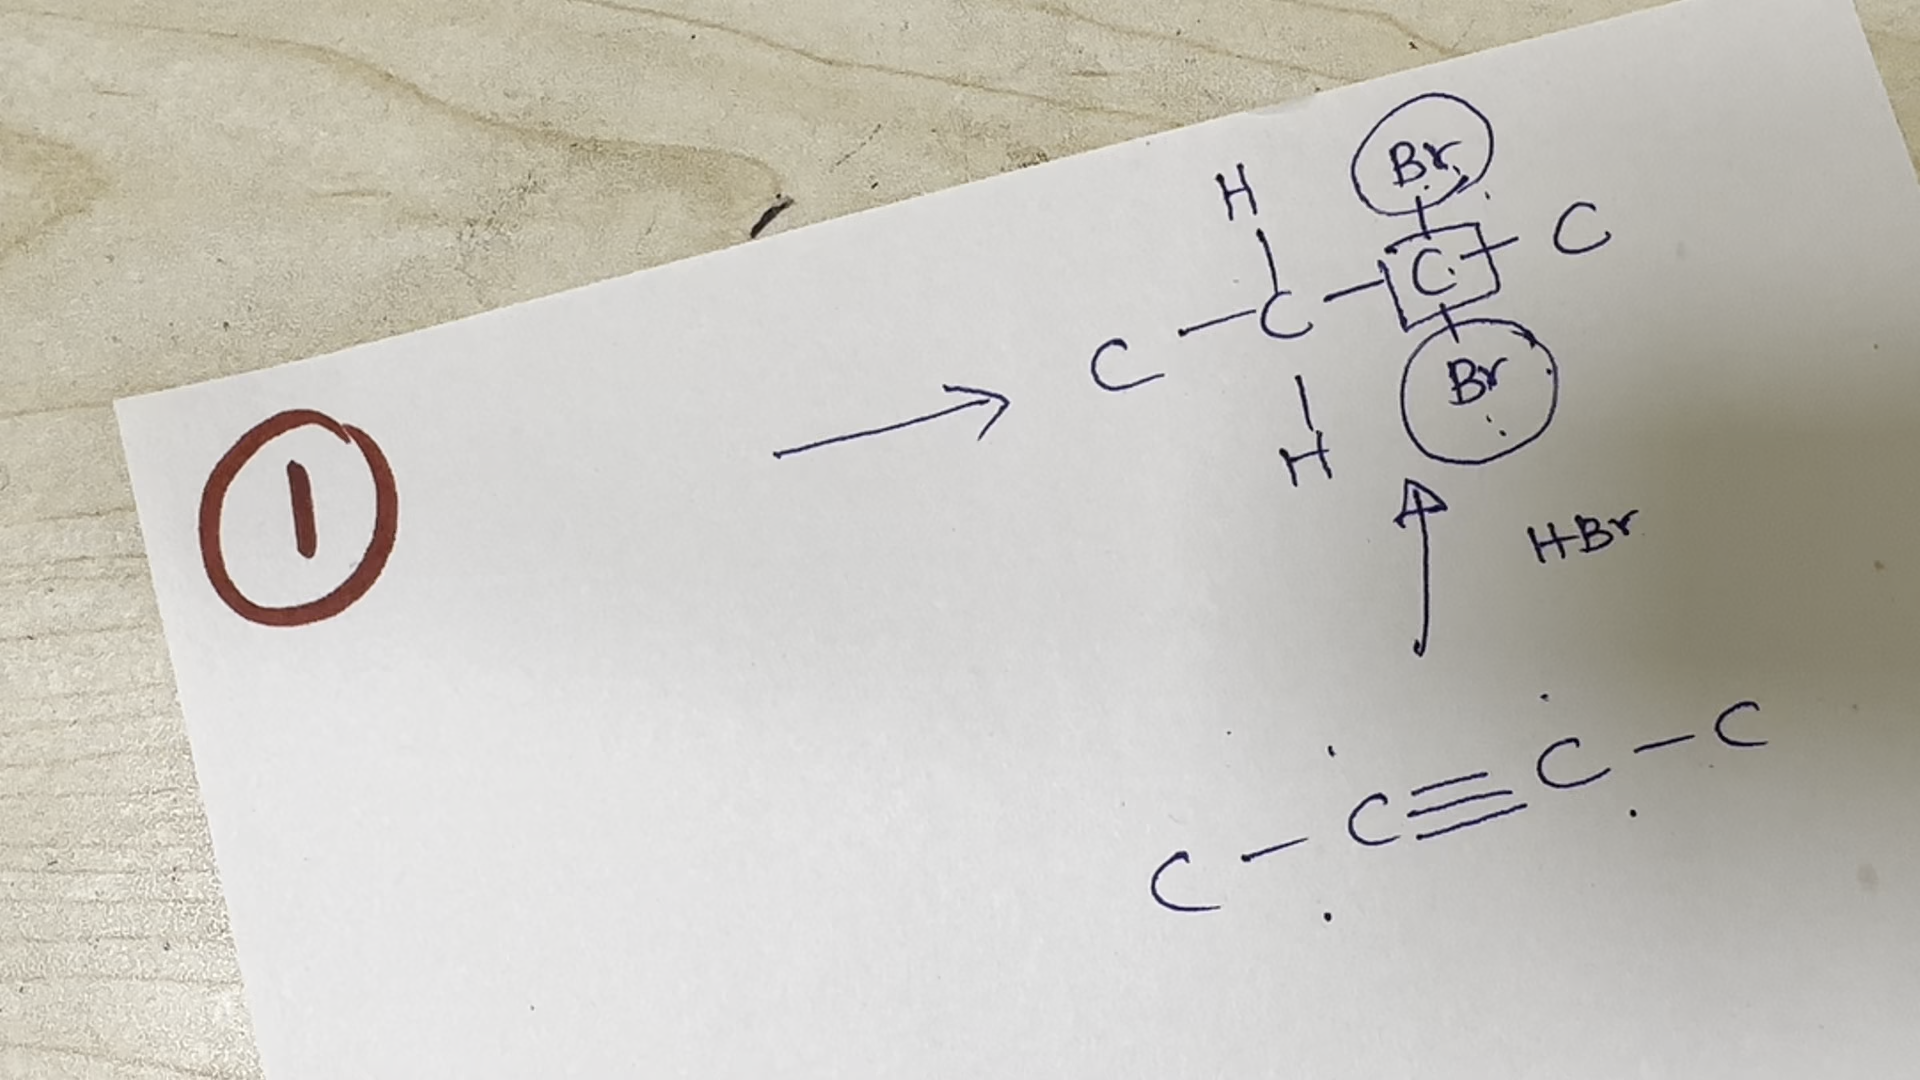 1
H Br
C — C — C — C
H Br
HBr
C — C ≡ C — C